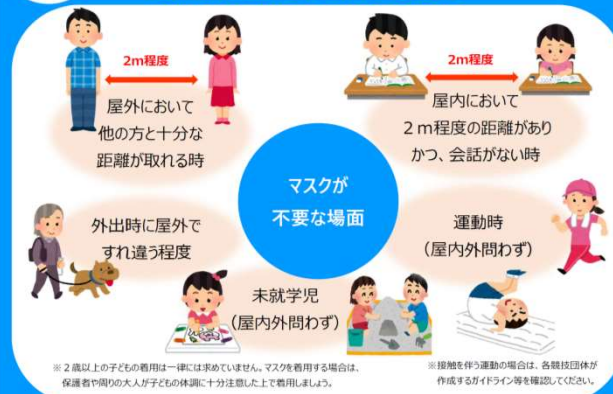 2m程度
屋外において
他の方と十分な
距離が取れる時
2m程度
屋内において
2m程度の距離があり
かつ、会話がない時
マスクが
不要な場面
外出時に屋外で
すれ違う程度
運動時
(屋内外問わず)
未就学児
(屋内外問わず)
※2歳以上の子どもの着用は一律には求めていません。マスクを着用する場合は、
保護者や周りの大人が子どもの体調に十分注意した上で着用しましょう。
※接触を伴う運動の場合は、各競技団体が
作成するガイドライン等を確認してください。